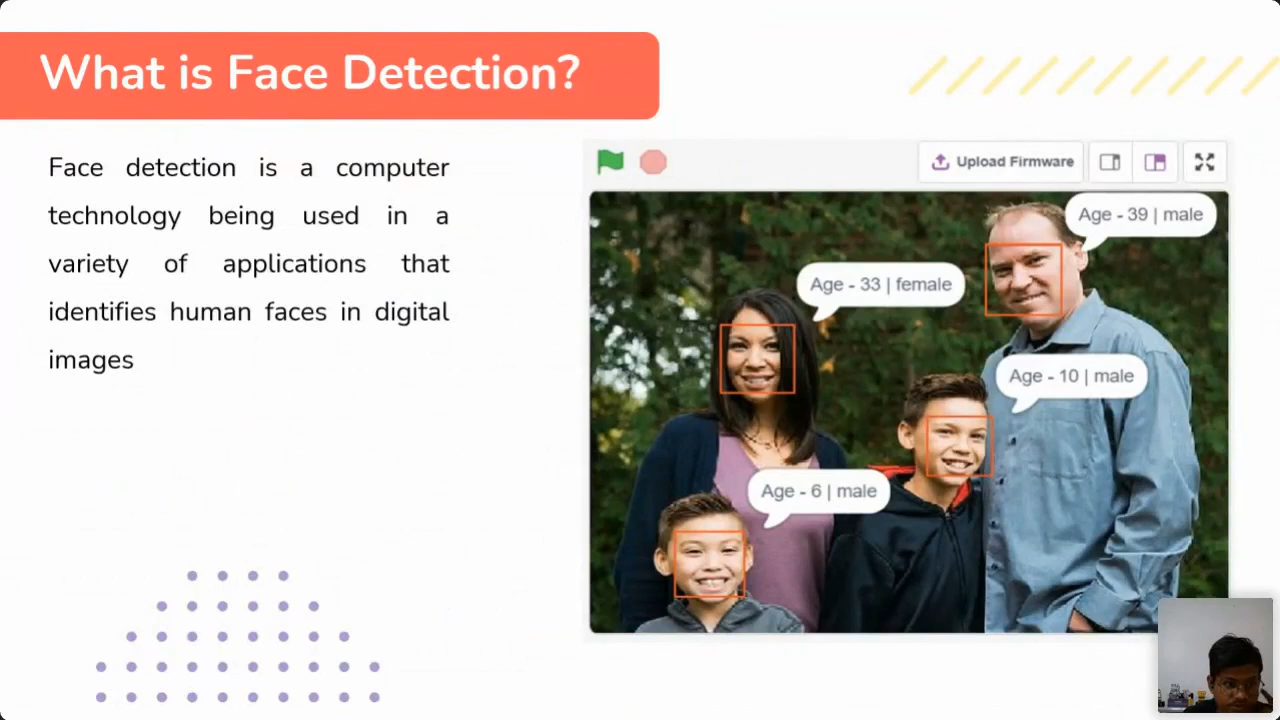 What is Face Detection?
Face detection is a computer
technology being used in a
variety of applications that
identifies human faces in digital
images
Upload Firmware
Age - 39 | male
Age - 33 | female
Age - 10 | male
Age - 6 | male